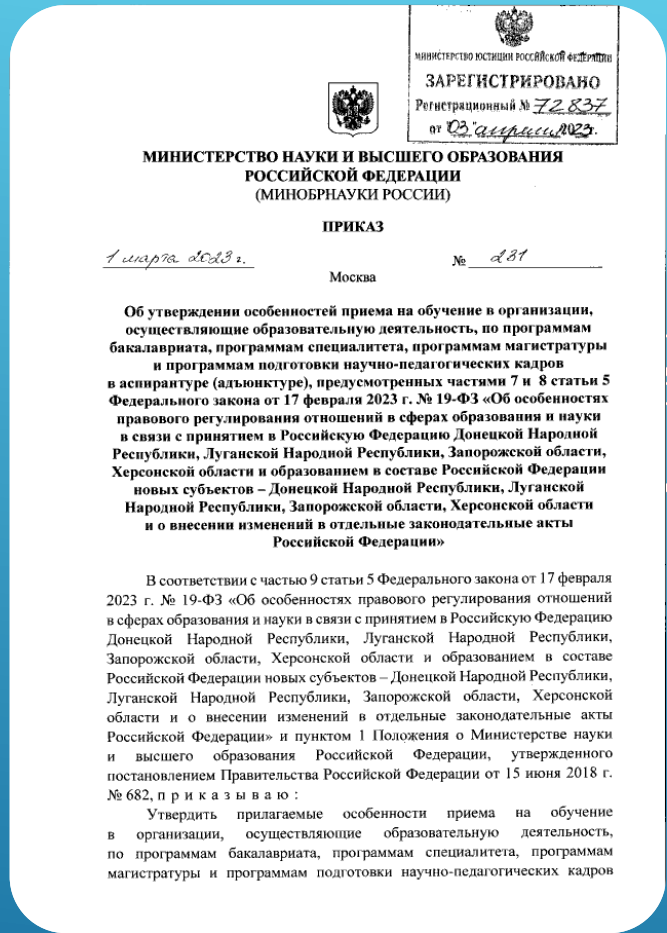 МИНИСТЕРСТВО ЮСТИЦИИ РОССИЙСКОЙ ФЕДЕРАЦИИ
ЗАРЕГИСТРИРОВАНО
Регистрационный № 72837
от "03" апреля 2023г.
МИНИСТЕРСТВО НАУКИ И ВЫСШЕГО ОБРАЗОВАНИЯ
РОССИЙСКОЙ ФЕДЕРАЦИИ
(МИНОБРНАУКИ РОССИИ)
ПРИКАЗ
1 марта 2023 г. № 231
Москва
Об утверждении особенностей приема на обучение в организации,
осуществляющие образовательную деятельность, по программам
бакалавриата, программам специалитета, программам магистратуры
и программам подготовки научно-педагогических кадров
в аспирантуре (адъюнктуре), предусмотренных частями 7 и 8 статьи 5
Федерального закона от 17 февраля 2023 г. № 19-ФЗ «Об особенностях
правового регулирования отношений в сферах образования и науки
в связи с принятием в Российскую Федерацию Донецкой Народной
Республики, Луганской Народной Республики, Запорожской области,
Херсонской области и образованием в составе Российской Федерации
новых субъектов – Донецкой Народной Республики, Луганской
Народной Республики, Запорожской области, Херсонской области
и о внесении изменений в отдельные законодательные акты
Российской Федерации»
В соответствии с частью 9 статьи 5 Федерального закона от 17 февраля
2023 г. № 19-ФЗ «Об особенностях правового регулирования отношений
в сферах образования и науки в связи с принятием в Российскую Федерацию
Донецкой Народной Республики, Луганской Народной Республики,
Запорожской области, Херсонской области и образованием в составе
Российской Федерации новых субъектов – Донецкой Народной Республики,
Луганской Народной Республики, Запорожской области, Херсонской
области и о внесении изменений в отдельные законодательные акты
Российской Федерации» и пунктом 1 Положения о Министерстве науки
и высшего образования Российской Федерации, утвержденного
постановлением Правительства Российской Федерации от 15 июня 2018 г.
№ 682, п р и к а з ы в а ю :
Утвердить прилагаемые особенности приема на обучение
в организации, осуществляющие образовательную деятельность,
по программам бакалавриата, программам специалитета, программам
магистратуры и программам подготовки научно-педагогических кадров